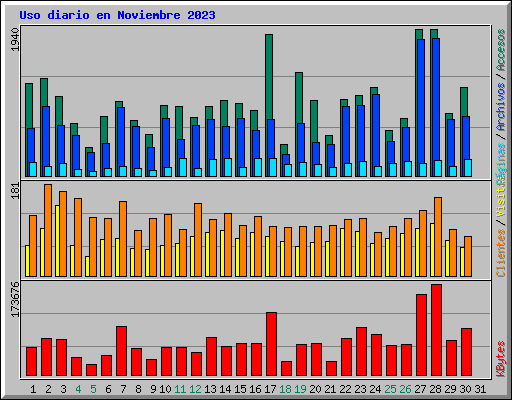 Uso diario en Noviembre 2023
1940
181
173676
Accesos
/
Archivos
/
Páginas
Visitas
/
Clientes
KBytes
1 2 3 4 5 6 7 8 9 10 11 12 13 14 15 16 17 18 19 20 21 22 23 24 25 26 27 28 29 30 31